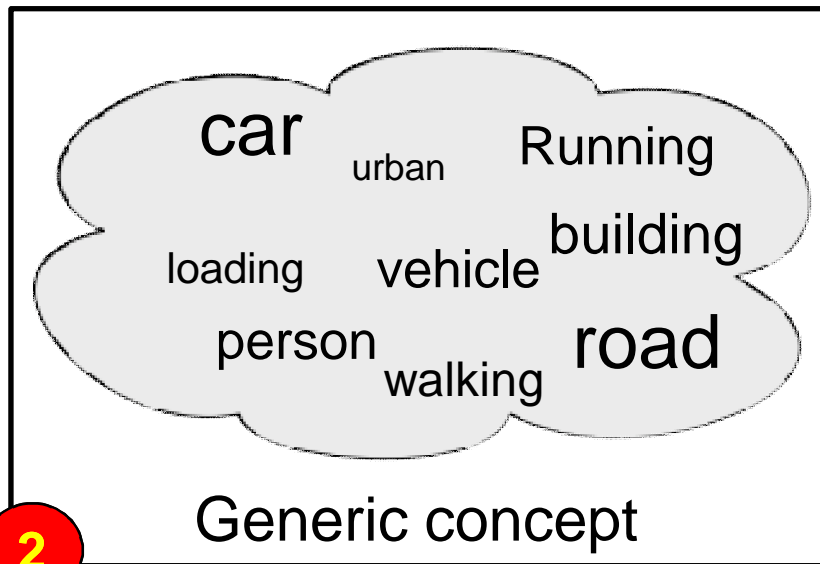 car
urban
Running
building
loading
vehicle
person
road
walking
Generic concept
2